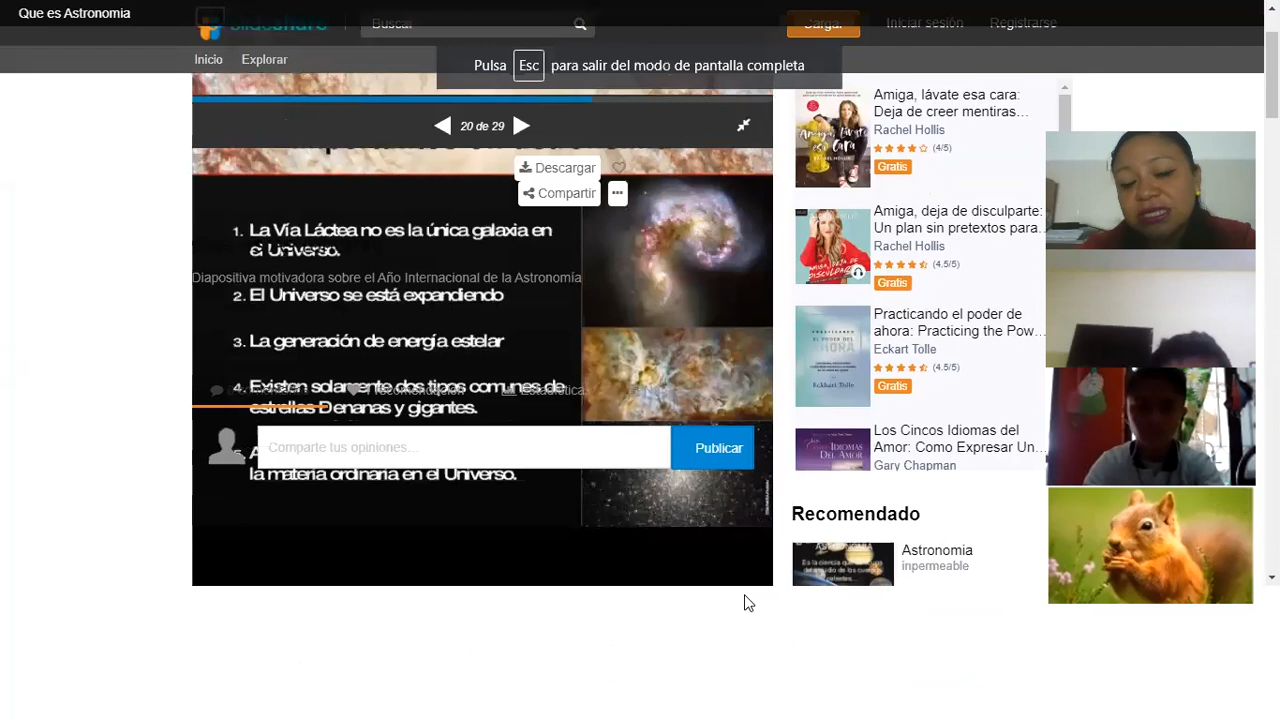 Que es Astronomia
slideshare
Buscar
Carga.
Iniciar sesión
Registrarse
Inicio
Explorar
Pulsa Esc para salir del modo de pantalla completa
20 de 29
Descargar
Compartir
1. La Vía Láctea no es la única galaxia en
el Universo.
Diapositiva motivadora sobre el Año Internacional de la Astronomía
2. El Universo se está expandiendo
3. La generación de energía estelar
4. Existen solamente dos tipos comunes de
estrellas Denanas y gigantes.
Estadísticas
Comparte tus opiniones...
Publicar
la materia ordinaria en el Universo.
Amiga, lávate esa cara:
Deja de creer mentiras...
Rachel Hollis
(4/5)
Gratis
Amiga, deja de disculparte:
Un plan sin pretextos para...
Rachel Hollis
(4.5/5)
Gratis
Practicando el poder de
ahora: Practicing the Pow...
Eckart Tolle
(4.5/5)
Gratis
Los Cinco Idiomas del
Amor: Como Expresar Un...
Gary Chapman
Recomendado
Astronomia
inpermeable